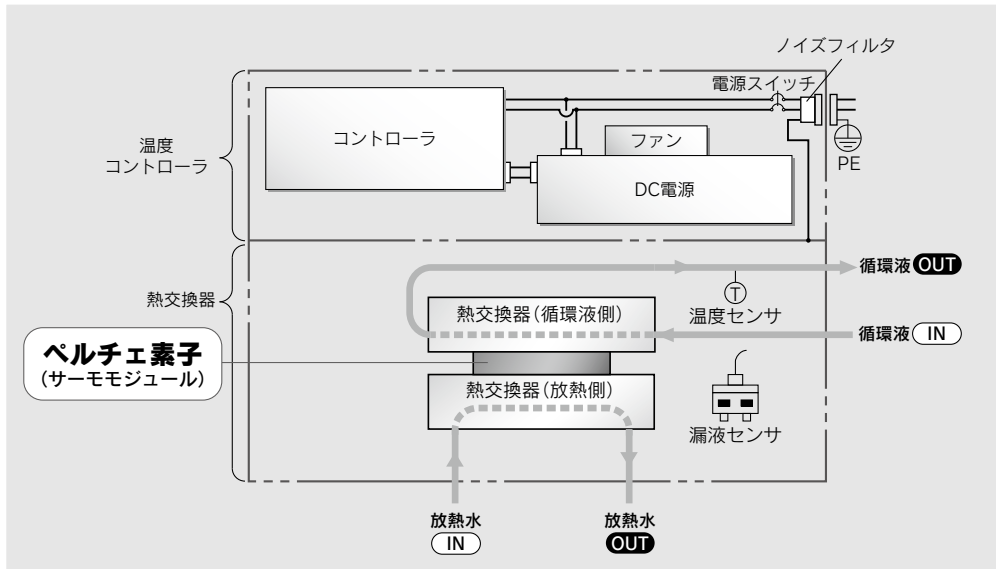 ノイズフィルタ
電源スイッチ
温度
コントローラ
コントローラ
ファン
DC電源
PE
循環液 OUT
熱交換器
熱交換器(循環液側)
T
温度センサ
循環液 IN
ペルチェ素子
(サーモモジュール)
熱交換器(放熱側)
漏液センサ
放熱水
IN
放熱水
OUT